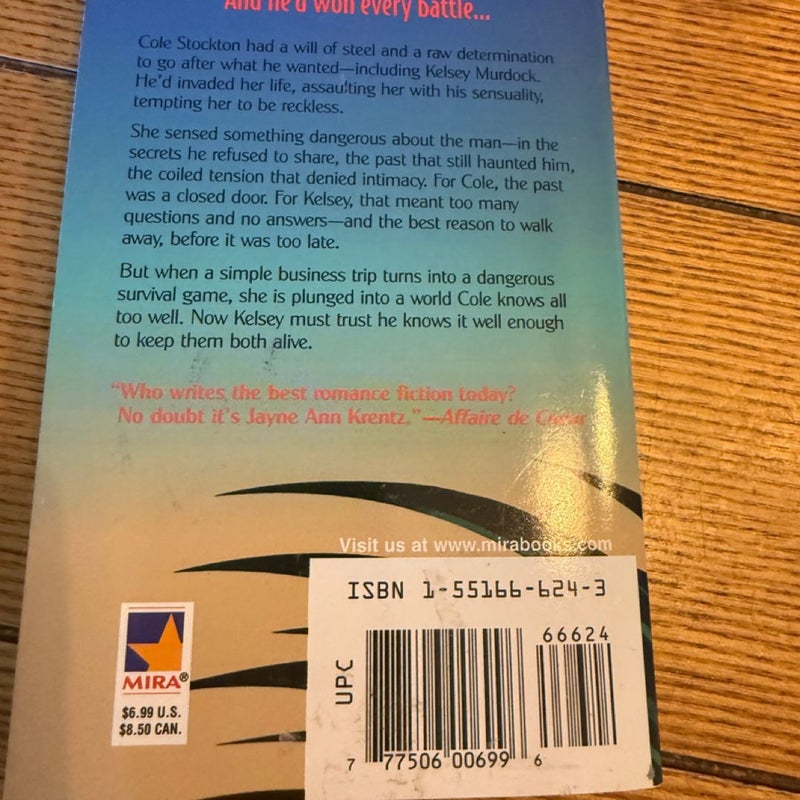 And he'd won every battle...
Cole Stockton had a will of steel and a raw determination
to go after what he wanted—including Kelsey Murdock.
He'd invaded her life, assaulting her with his sensuality,
tempting her to be reckless.
She sensed something dangerous about the man—in the
secrets he refused to share, the past that still haunted him,
the coiled tension that denied intimacy. For Cole, the past
was a closed door. For Kelsey, that meant too many
questions and no answers—and the best reason to walk
away, before it was too late.
But when a simple business trip turns into a dangerous
survival game, she is plunged into a world Cole knows all
too well. Now Kelsey must trust he knows it well enough
to keep them both alive.
"Who writes the best romance fiction today?
No doubt it's Jayne Ann Krentz."—Affaire de Coeur
Visit us at www.mirabooks.com
ISBN 1-55166-624-3
66624
UPC
7 77506 00699 6
MIRA®
$6.99 U.S.
$8.50 CAN.